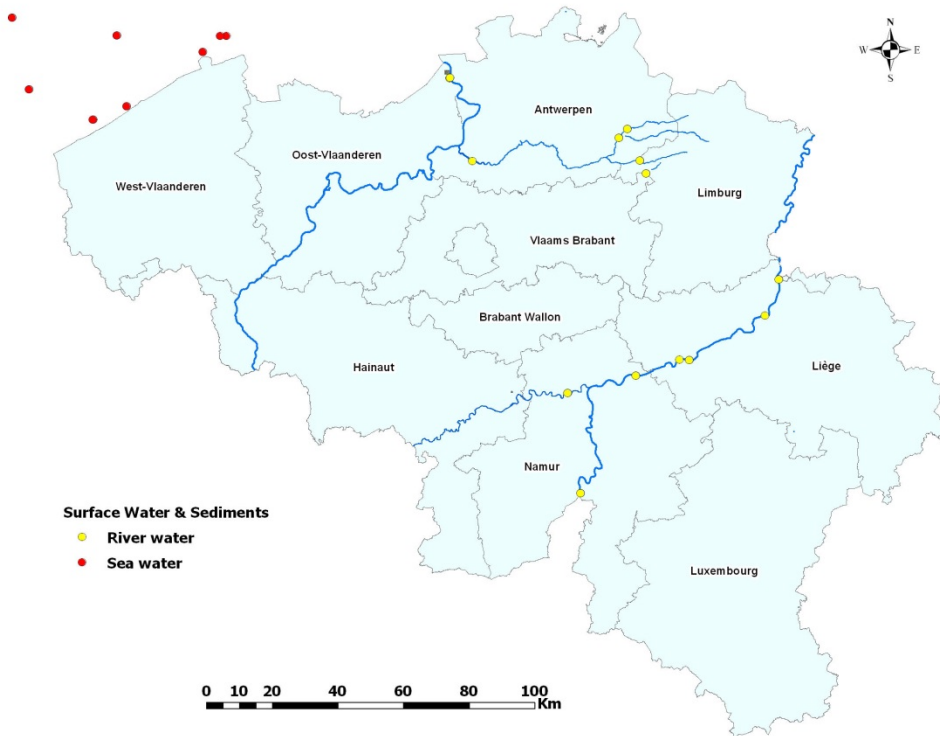 N
W E
S
Antwerpen
Oost-Vlaanderen
West-Vlaanderen
Limburg
Vlaams Brabant
Brabant Wallon
Hainaut
Liège
Namur
Surface Water & Sediments
River water
Sea water
Luxembourg
0 10 20 40 60 80 100
Km